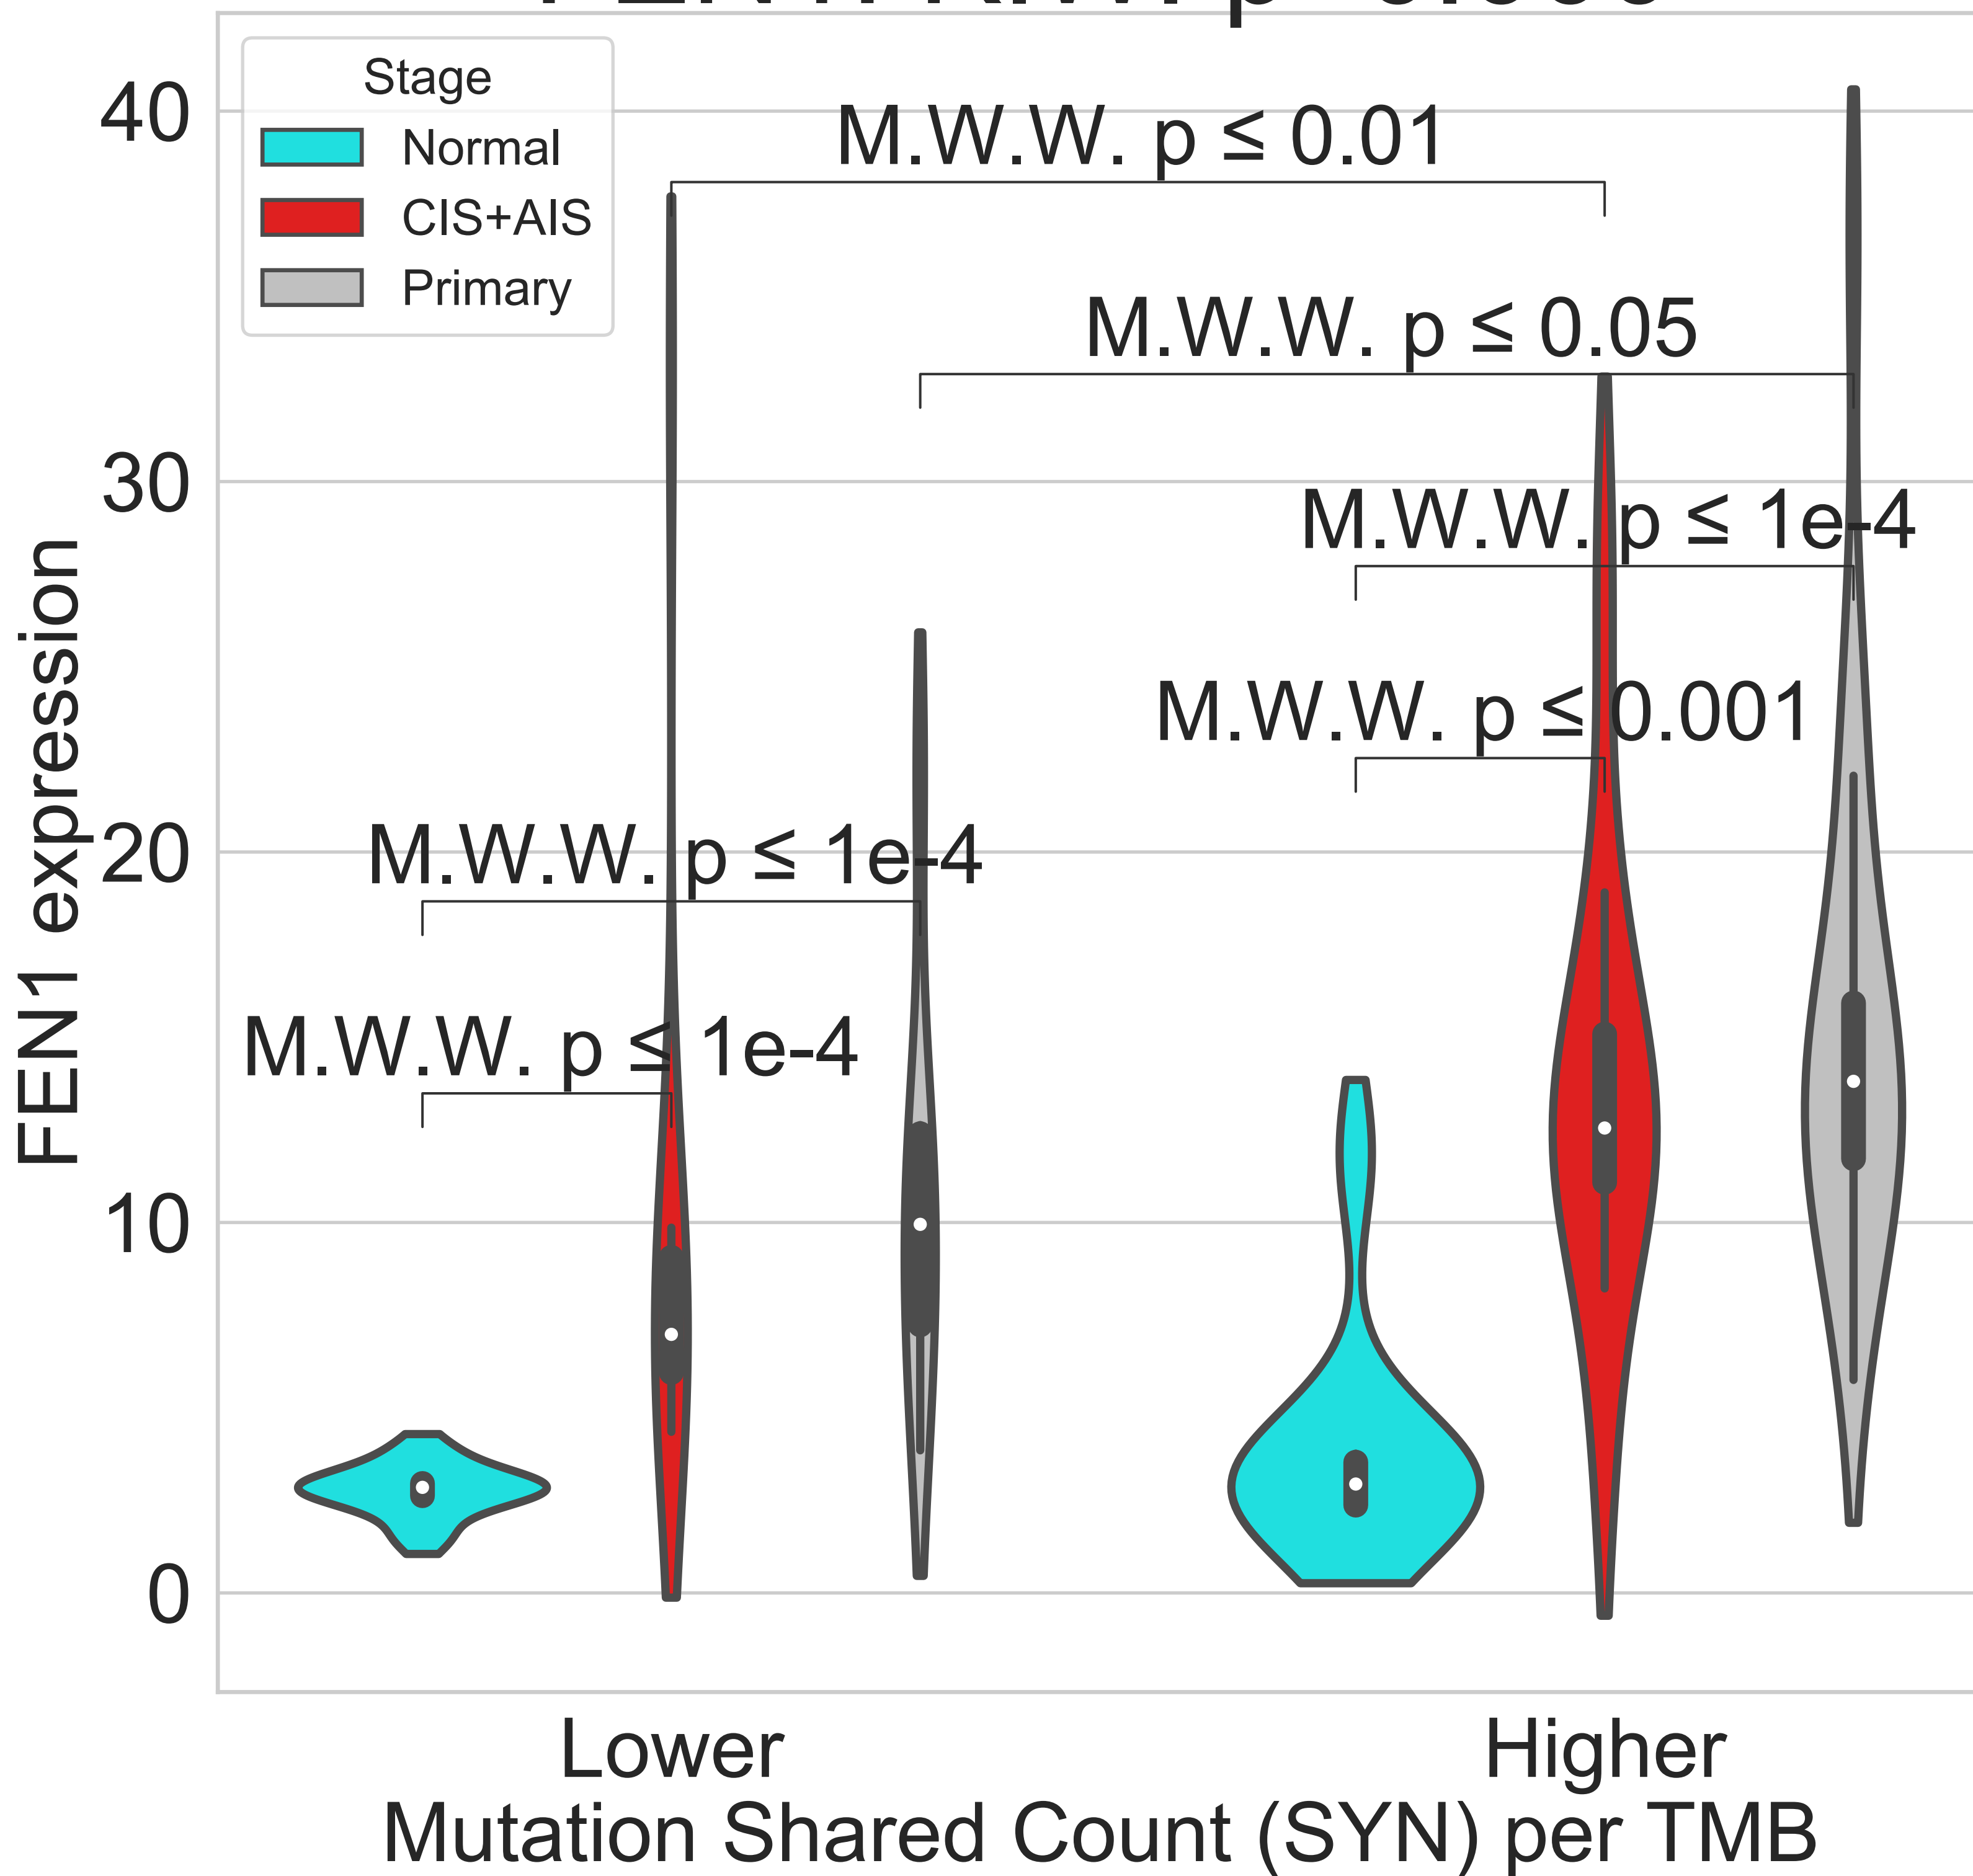 Stage
Normal
CIS+AIS
Primary
M.W.W. p ≤ 0.01
M.W.W. p ≤ 0.05
M.W.W. p ≤ 1e-4
M.W.W. p ≤ 0.001
M.W.W. p ≤ 1e-4
M.W.W. p ≤ 1e-4
40
30
20
10
0
FEN1 expression
Lower
Higher
Mutation Shared Count (SYN) per TMB